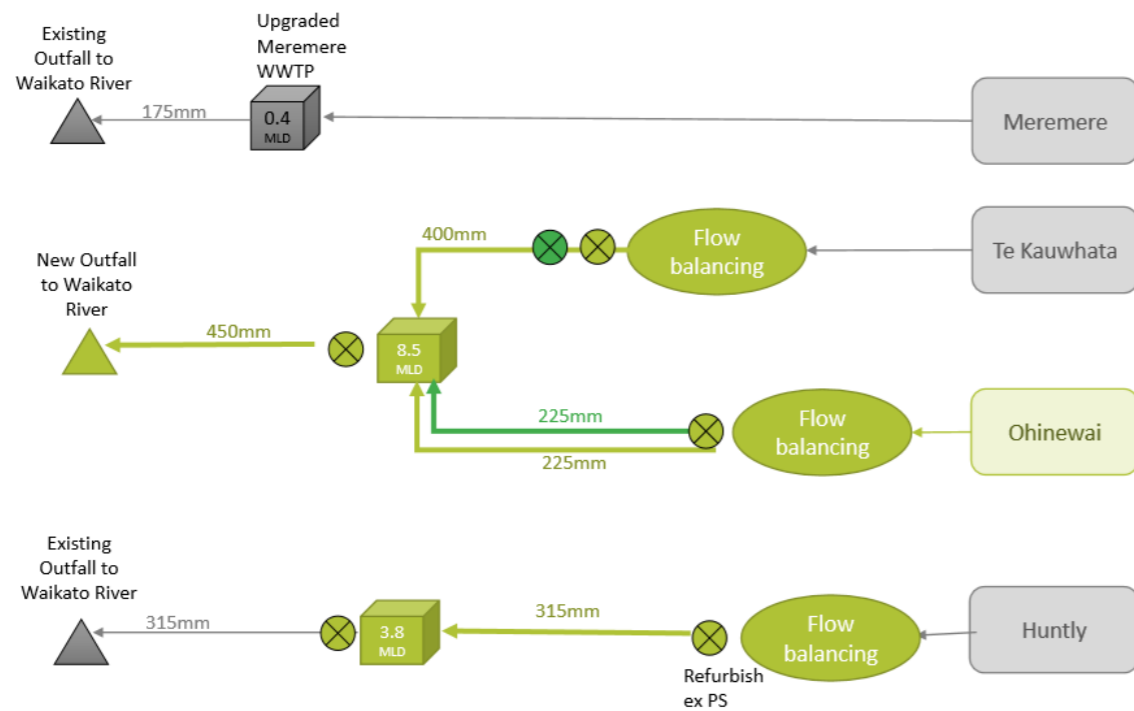 Existing
Outfall to
Waikato River
Upgraded
Meremere
WWTP
175mm
0.4
MLD
Meremere
New Outfall
to Waikato
River
450mm
400mm
8.5
MLD
Flow
balancing
Te Kauwhata
225mm
225mm
Flow
balancing
Ohinewai
Existing
Outfall to
Waikato River
315mm
3.8
MLD
315mm
Refurbish
ex PS
Flow
balancing
Huntly